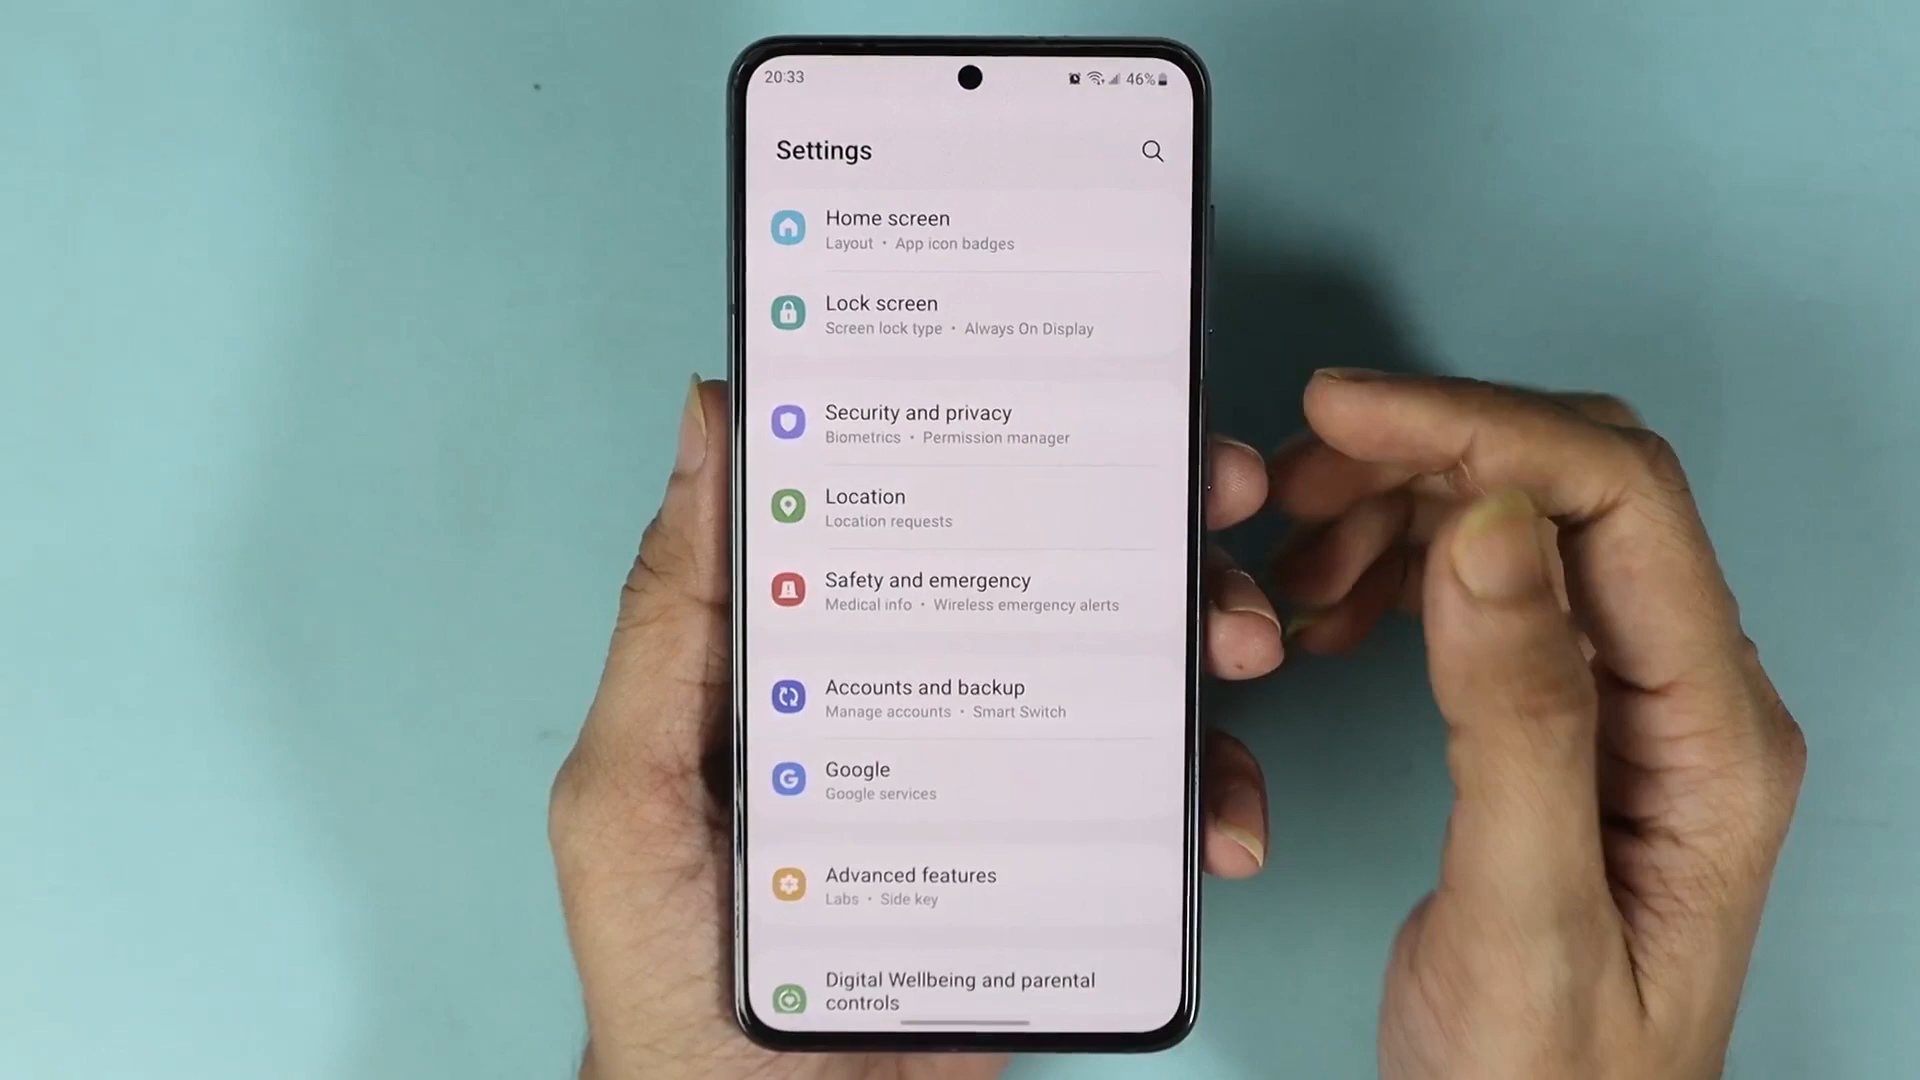 20:33
46%
Settings
Home screen
Layout • App icon badges
Lock screen
Screen lock type • Always On Display
Security and privacy
Biometrics • Permission manager
Location
Location requests
Safety and emergency
Medical info • Wireless emergency alerts
Accounts and backup
Manage accounts • Smart Switch
Google
Google services
Advanced features
Labs • Side key
Digital Wellbeing and parental
controls